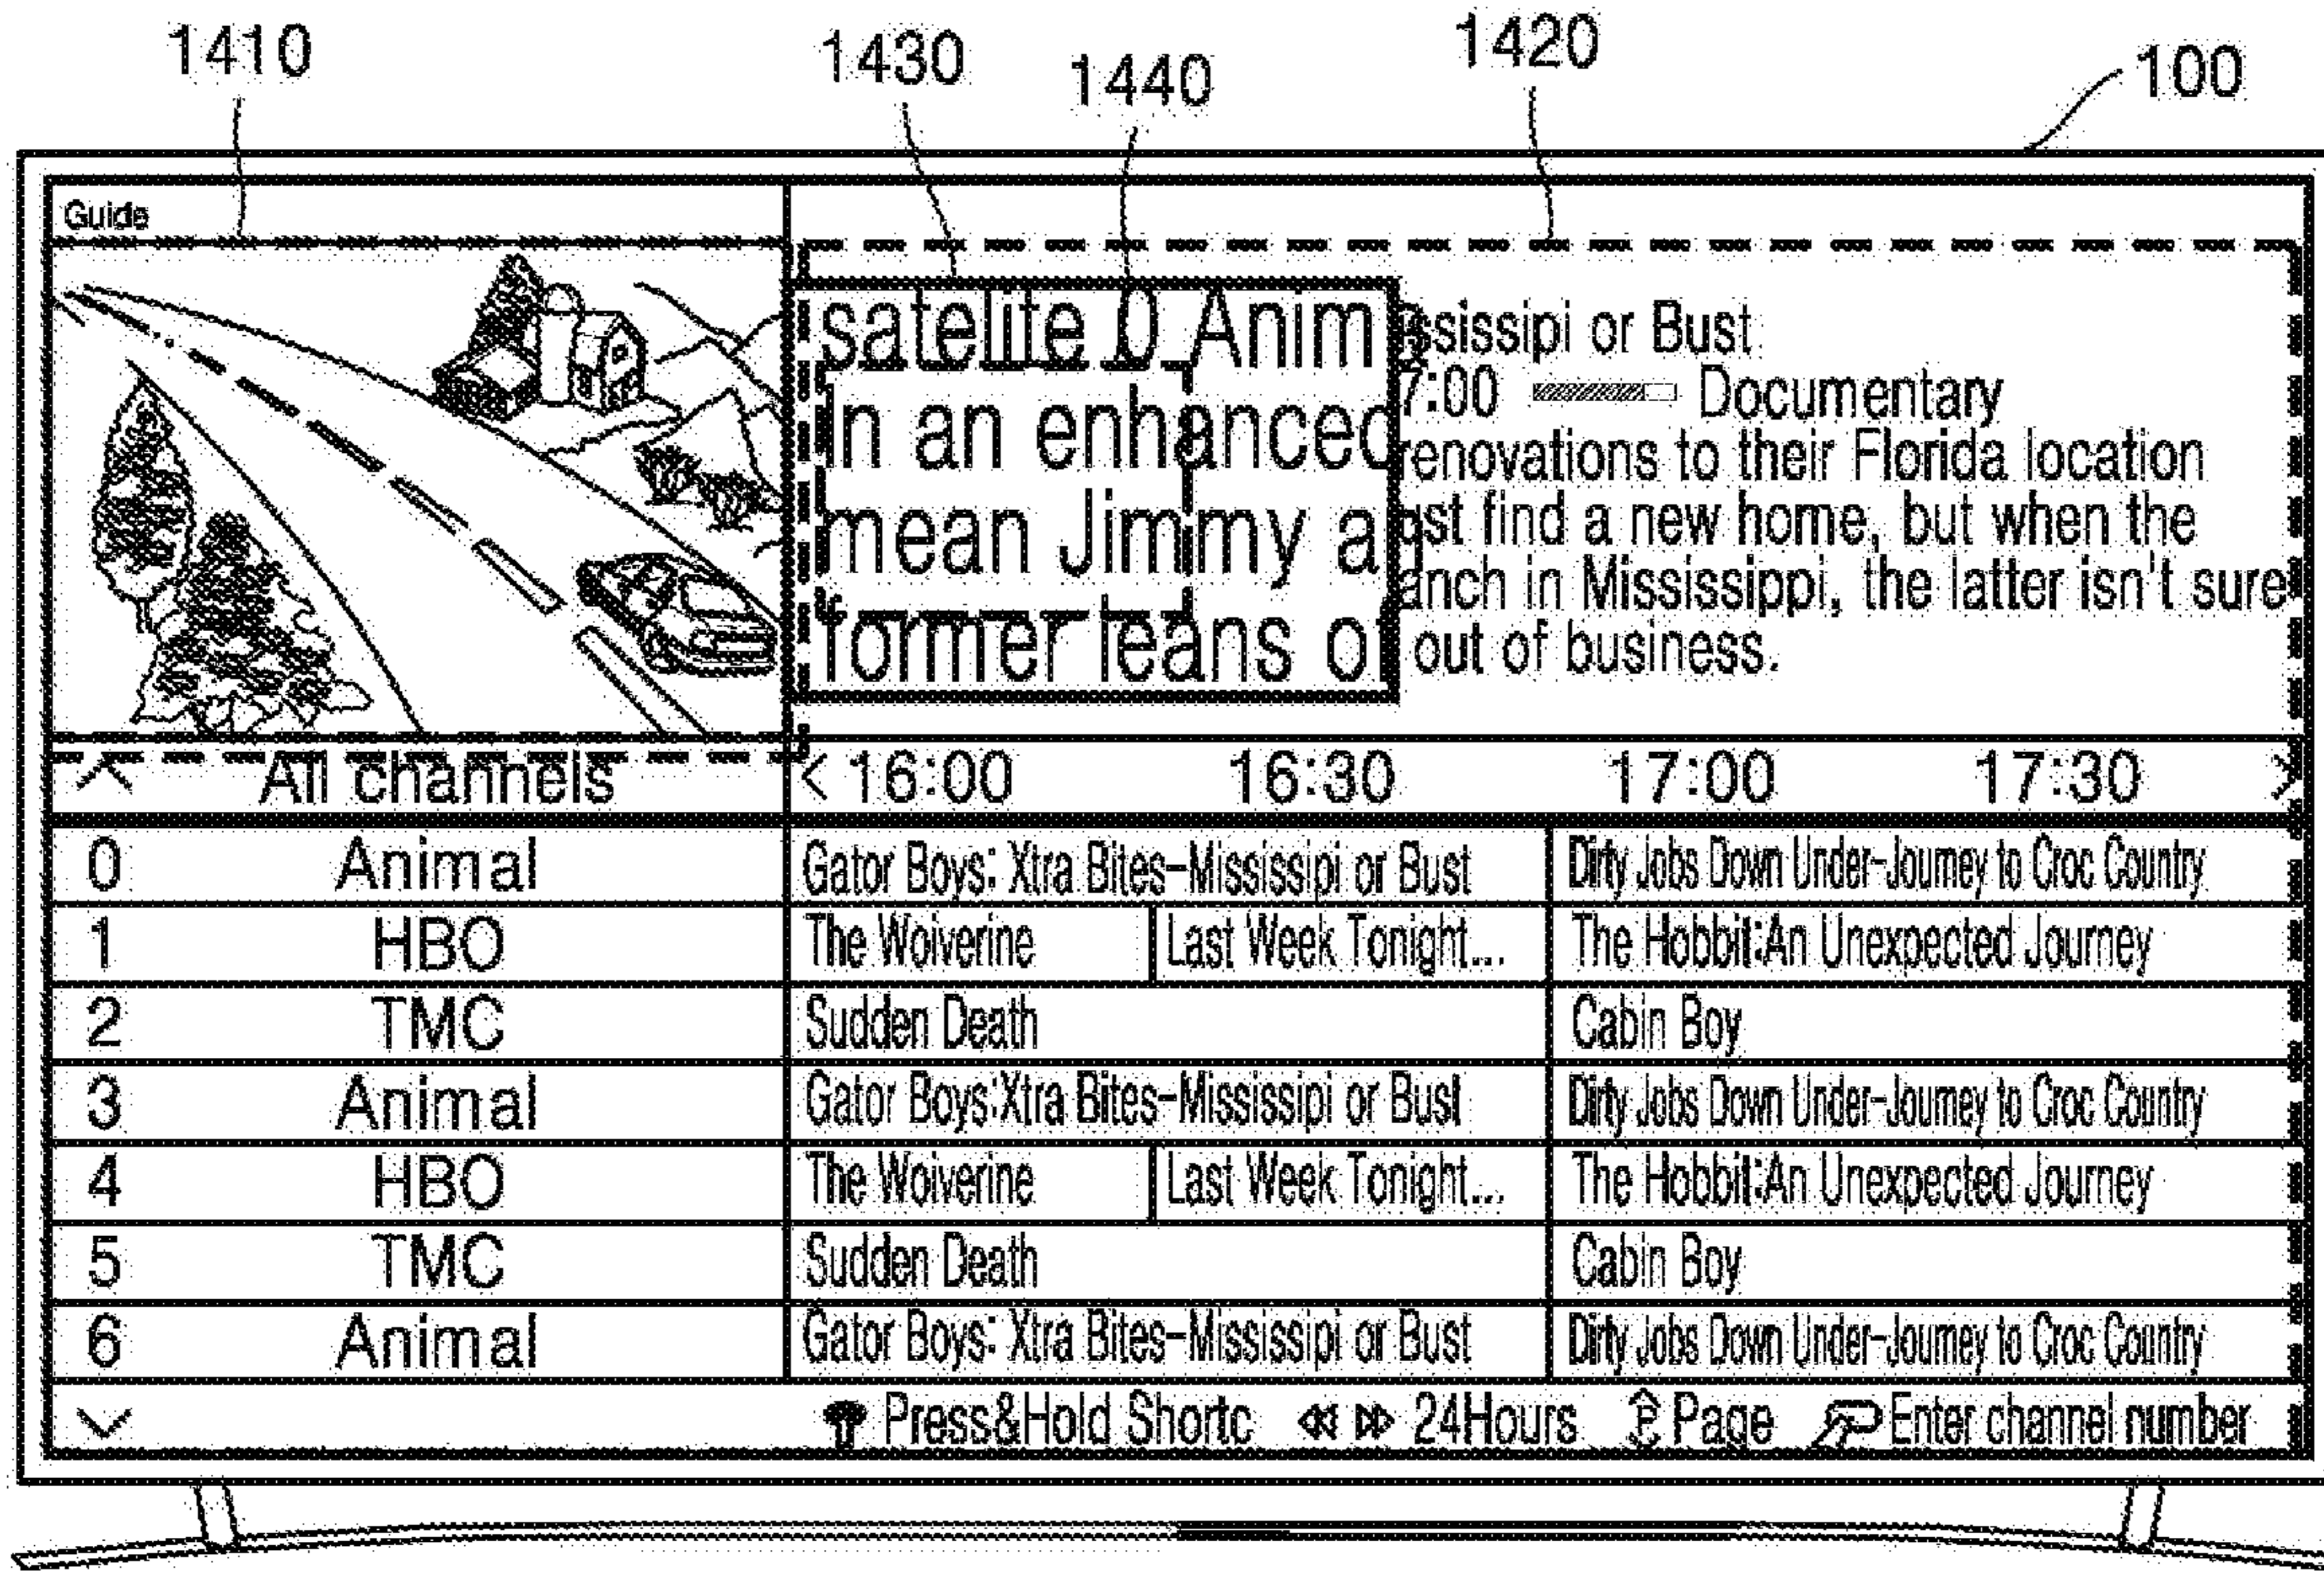 1410
1430
1440
1420
100
Guide
satelite 0 Anim
In an enhanced
mean Jimmy a
former leans of
ssissipi or Bust
7:00 Documentary
renovations to their Florida location
ust find a new home, but when the
anch in Mississippi, the latter isn't sure
out of business.
All channels < 16:00 16:30 17:00 17:30 >
0 Animal Gator Boys: Xtra Bites-Mississipi or Bust Dirty Jobs Down Under-Journey to Croc Country
1 HBO The Woiverine Last Week Tonight... The Hobbit:An Unexpected Journey
2 TMC Sudden Death Cabin Boy
3 Animal Gator Boys:Xtra Bites-Mississipi or Bust Dirty Jobs Down Under-Journey to Croc Country
4 HBO The Woiverine Last Week Tonight... The Hobbit:An Unexpected Journey
5 TMC Sudden Death Cabin Boy
6 Animal Gator Boys: Xtra Bites-Mississipi or Bust Dirty Jobs Down Under-Journey to Croc Country
Press&Hold Shortc 24Hours P Page Enter channel number